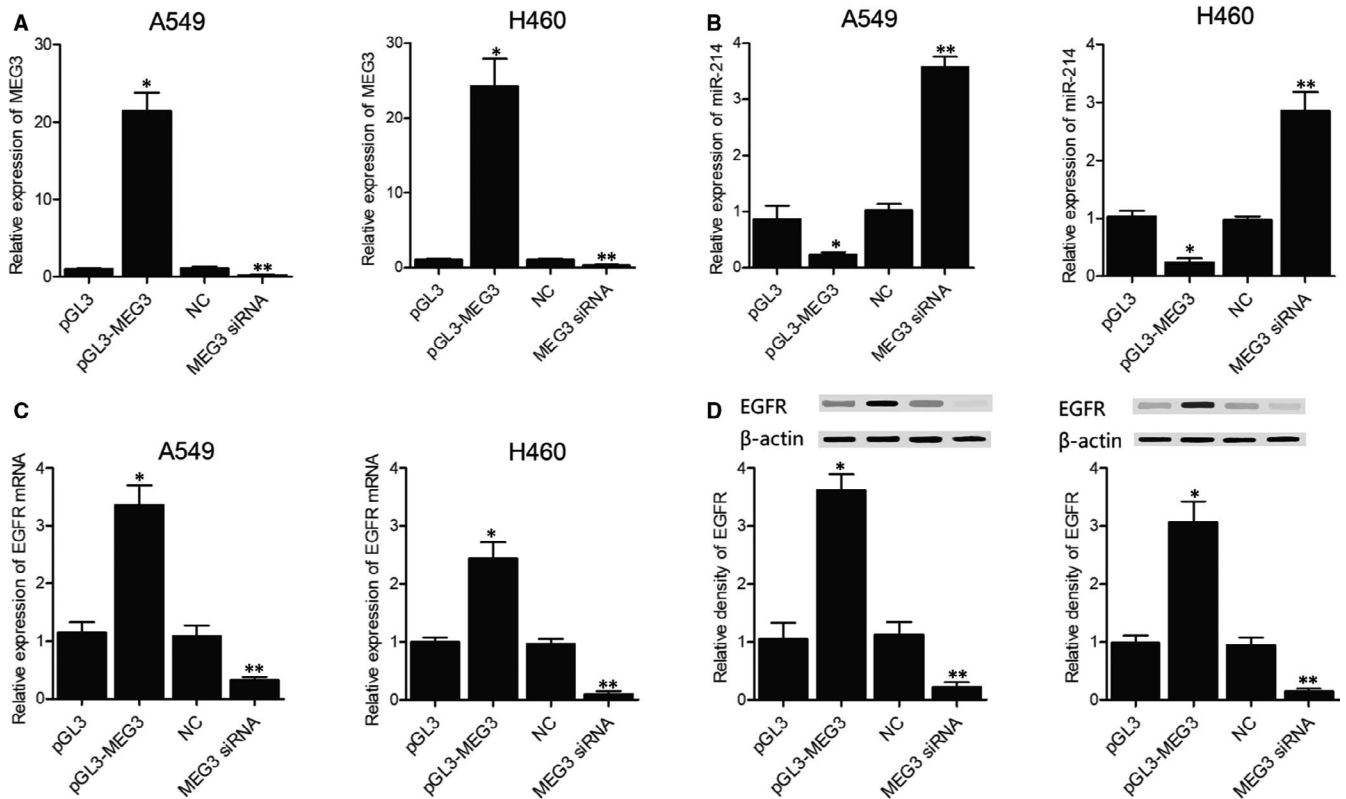 A
A549
Relative expression of MEG3
30
20
10
0
*
**
pGL3
pGL3-MEG3
NC
MEG3 siRNA
H460
Relative expression of MEG3
30
20
10
0
*
**
pGL3
pGL3-MEG3
NC
MEG3 siRNA
B
A549
Relative expression of miR-214
4
3
2
1
0
*
**
pGL3
pGL3-MEG3
NC
MEG3 siRNA
H460
Relative expression of miR-214
4
3
2
1
0
*
**
pGL3
pGL3-MEG3
NC
MEG3 siRNA
C
A549
Relative expression of EGFR mRNA
4
3
2
1
0
*
**
pGL3
pGL3-MEG3
NC
MEG3 siRNA
H460
Relative expression of EGFR mRNA
4
3
2
1
0
*
**
pGL3
pGL3-MEG3
NC
MEG3 siRNA
D
EGFR
β-actin
Relative density of EGFR
4
3
2
1
0
*
**
pGL3
pGL3-MEG3
NC
MEG3 siRNA
EGFR
β-actin
Relative density of EGFR
4
3
2
1
0
*
**
pGL3
pGL3-MEG3
NC
MEG3 siRNA